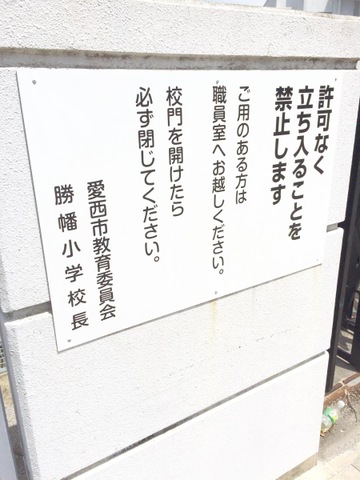 許可なく
立ち入ることを
禁止します
ご用のある方は
職員室へお越しください。
校門を開けたら
必ず閉じてください。
愛西市教育委員会
勝幡小学校長